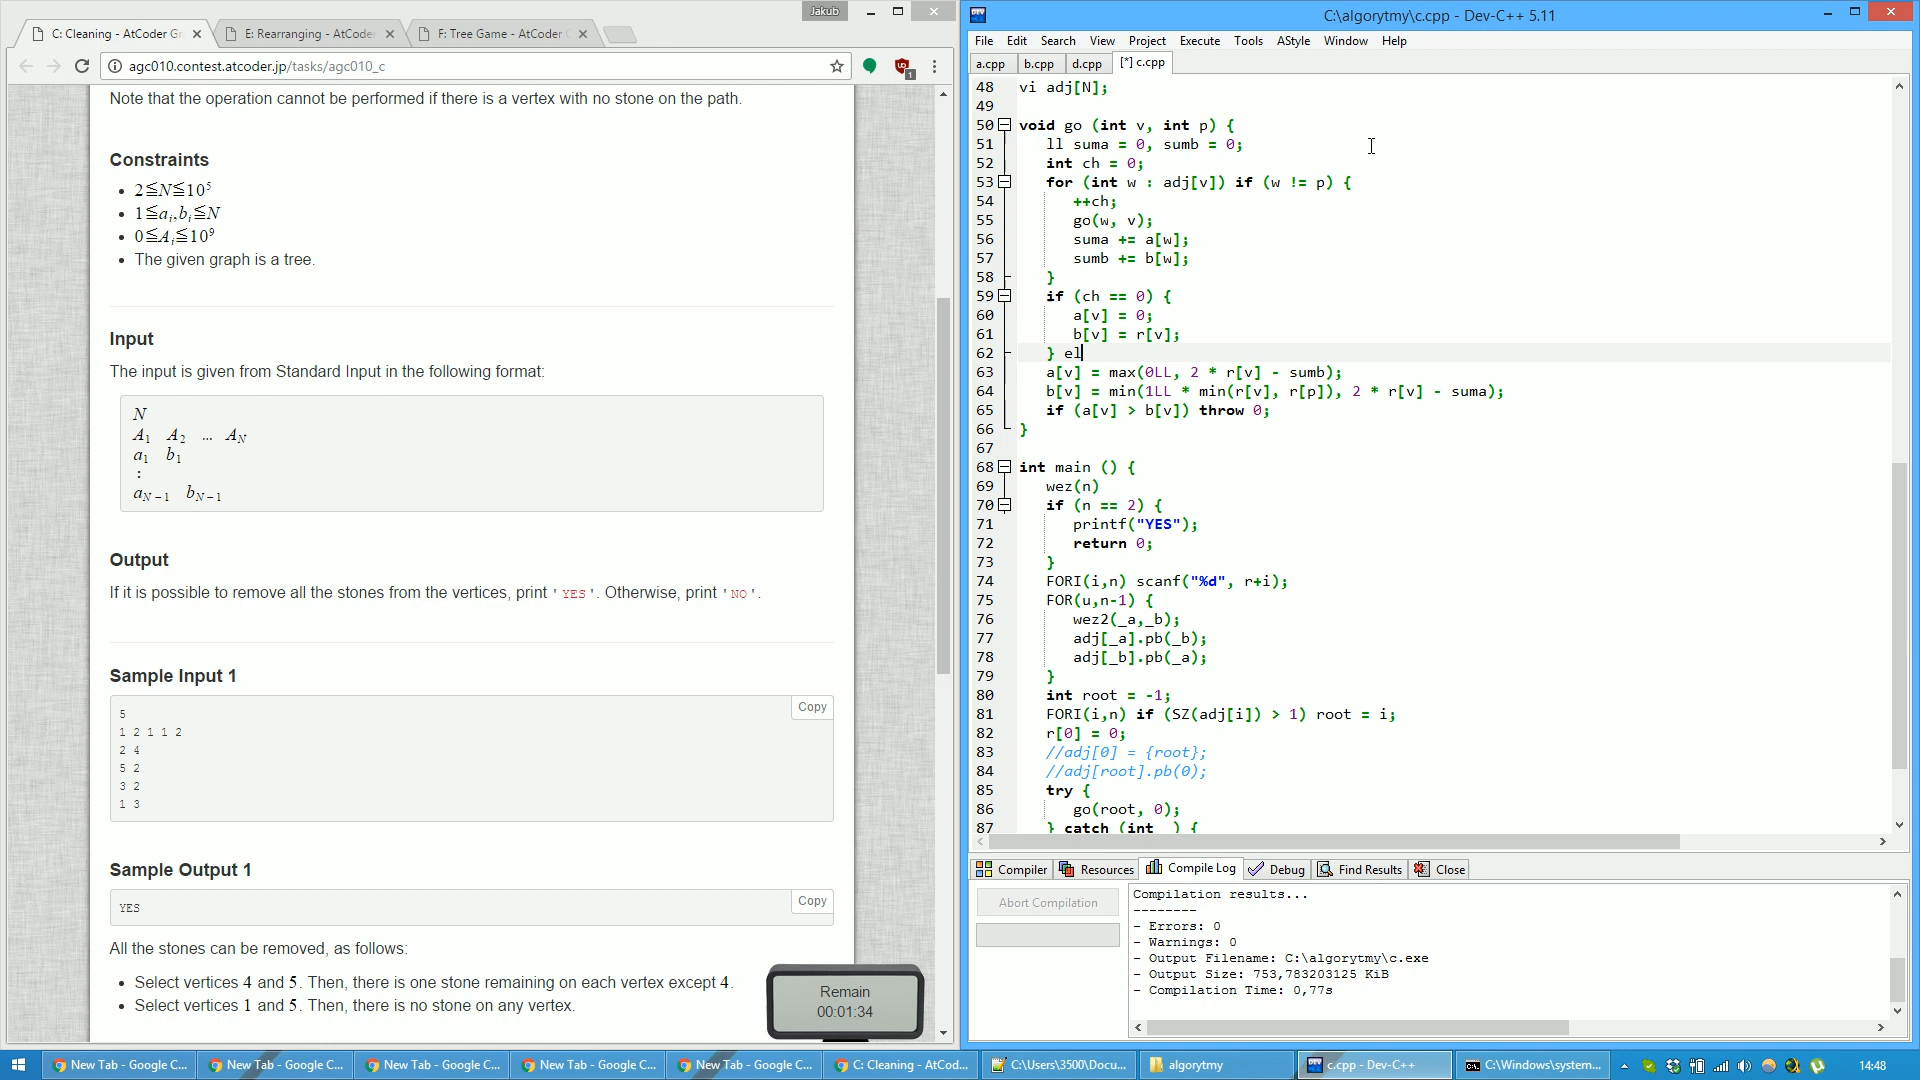 Jakub
C: Cleaning - AtCoder Gr
E: Rearranging - AtCoder
F: Tree Game - AtCoder G
agc010.contest.atcoder.jp/tasks/agc010_c
Note that the operation cannot be performed if there is a vertex with no stone on the path.
Constraints
2≦N≦10⁵
1≦aᵢ,bᵢ≦N
0≦Aᵢ≦10⁹
The given graph is a tree.
Input
The input is given from Standard Input in the following format:
N
A₁ A₂ … A_N
a₁ b₁
:
a_{N−1} b_{N−1}
Output
If it is possible to remove all the stones from the vertices, print ' YES '. Otherwise, print ' NO '.
Sample Input 1
Copy
5
1 2 1 1 2
2 4
5 2
3 2
1 3
Sample Output 1
Copy
YES
All the stones can be removed, as follows:
Select vertices 4 and 5. Then, there is one stone remaining on each vertex except 4.
Select vertices 1 and 5. Then, there is no stone on any vertex.
Remain
00:01:34
C:\algorytmy\c.cpp - Dev-C++ 5.11
File Edit Search View Project Execute Tools AStyle Window Help
a.cpp b.cpp d.cpp [*] c.cpp
48 vi adj[N];
49
50 void go (int v, int p) {
51 ll suma = 0, sumb = 0;
52 int ch = 0;
53 for (int w : adj[v]) if (w != p) {
54 ++ch;
55 go(w, v);
56 suma += a[w];
57 sumb += b[w];
58 }
59 if (ch == 0) {
60 a[v] = 0;
61 b[v] = r[v];
62 } el
63 a[v] = max(0LL, 2 * r[v] - sumb);
64 b[v] = min(1LL * min(r[v], r[p]), 2 * r[v] - suma);
65 if (a[v] > b[v]) throw 0;
66 }
67
68 int main () {
69 wez(n)
70 if (n == 2) {
71 printf("YES");
72 return 0;
73 }
74 FORI(i,n) scanf("%d", r+i);
75 FOR(u,n-1) {
76 wez2(_a,_b);
77 adj[_a].pb(_b);
78 adj[_b].pb(_a);
79 }
80 int root = -1;
81 FORI(i,n) if (SZ(adj[i]) > 1) root = i;
82 r[0] = 0;
83 //adj[0] = {root};
84 //adj[root].pb(0);
85 try {
86 go(root, 0);
87 } catch (int _) {
Compiler Resources Compile Log Debug Find Results Close
Abort Compilation
Compilation results...
--------
- Errors: 0
- Warnings: 0
- Output Filename: C:\algorytmy\c.exe
- Output Size: 753,783203125 KiB
- Compilation Time: 0,77s
New Tab - Google C... New Tab - Google C... New Tab - Google C... New Tab - Google C... New Tab - Google C... C: Cleaning - AtCod... C:\Users\3500\Docu... algorytmy c.cpp - Dev-C++ C:\Windows\system... 14:48